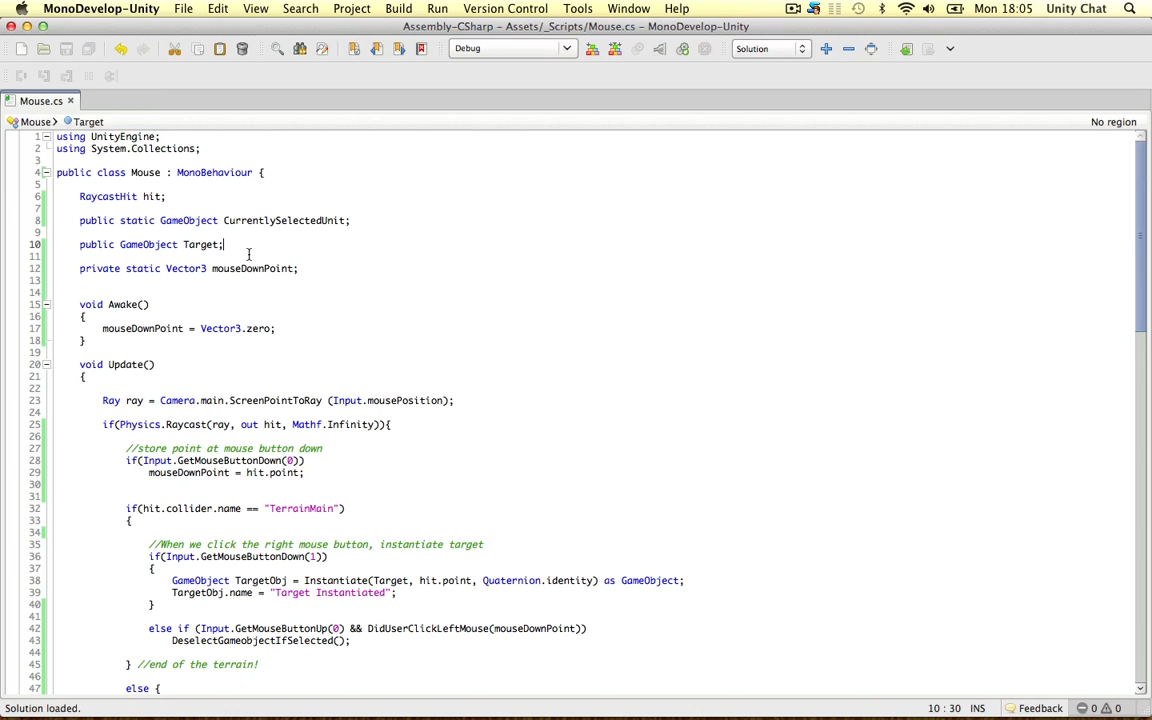 MonoDevelop-Unity File Edit View Search Project Build Run Version Control Tools Window Help Mon 18:05 Unity Chat
Assembly-CSharp - Assets/_Scripts/Mouse.cs - MonoDevelop-Unity
Debug Solution
Mouse.cs ×
Mouse Target No region
1 using UnityEngine;
2 using System.Collections;
3
4 public class Mouse : MonoBehaviour {
5
6 RaycastHit hit;
7
8 public static GameObject CurrentlySelectedUnit;
9
10 public GameObject Target;
11
12 private static Vector3 mouseDownPoint;
13
14
15 void Awake()
16 {
17 mouseDownPoint = Vector3.zero;
18 }
19
20 void Update()
21 {
22
23 Ray ray = Camera.main.ScreenPointToRay (Input.mousePosition);
24
25 if(Physics.Raycast(ray, out hit, Mathf.Infinity)){
26
27 //store point at mouse button down
28 if(Input.GetMouseButtonDown(0))
29 mouseDownPoint = hit.point;
30
31
32 if(hit.collider.name == "TerrainMain")
33 {
34
35 //When we click the right mouse button, instantiate target
36 if(Input.GetMouseButtonDown(1))
37 {
38 GameObject TargetObj = Instantiate(Target, hit.point, Quaternion.identity) as GameObject;
39 TargetObj.name = "Target Instantiated";
40 }
41
42 else if (Input.GetMouseButtonUp(0) && DidUserClickLeftMouse(mouseDownPoint))
43 DeselectGameobjectIfSelected();
44
45 } //end of the terrain!
46
47 else {
Solution loaded. 10 : 30 INS Feedback 0 0